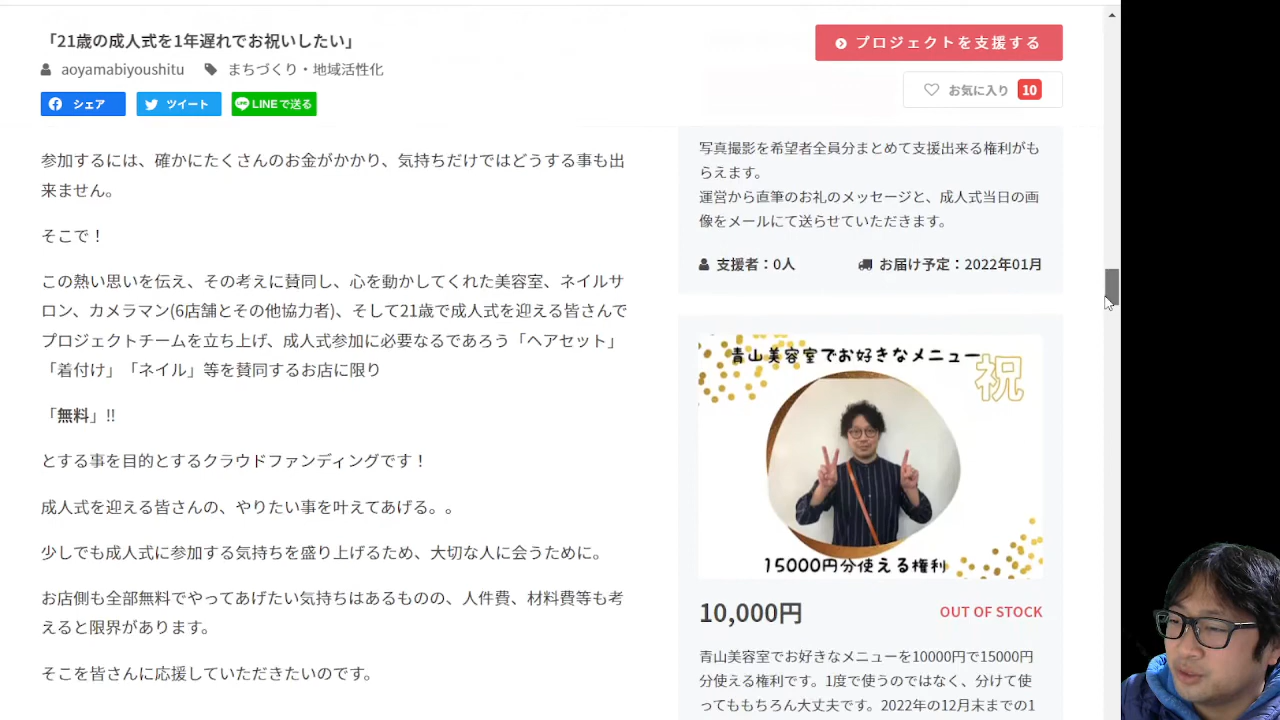 「21歳の成人式を1年遅れでお祝いしたい」
aoyamabiyoushitu まちづくり・地域活性化
シェア ツイート LINEで送る
プロジェクトを支援する
お気に入り 10
参加するには、確かにたくさんのお金がかかり、気持ちだけではどうする事も出
来ません。
そこで！
この熱い思いを伝え、その考えに賛同し、心を動かしてくれた美容室、ネイルサ
ロン、カメラマン(6店舗とその他協力者)、そして21歳で成人式を迎える皆さんで
プロジェクトチームを立ち上げ、成人式参加に必要なるであろう「ヘアセット」
「着付け」「ネイル」等を賛同するお店に限り
「無料」‼
とする事を目的とするクラウドファンディングです！
成人式を迎える皆さんの、やりたい事を叶えてあげる。。
少しでも成人式に参加する気持ちを盛り上げるため、大切な人に会うために。
お店側も全部無料でやってあげたい気持ちはあるものの、人件費、材料費等も考
えると限界があります。
そこを皆さんに応援していただきたいのです。
写真撮影を希望者全員分まとめて支援出来る権利がも
らえます。
運営から直筆のお礼のメッセージと、成人式当日の画
像をメールにて送らせていただきます。
支援者：0人 お届け予定：2022年01月
青山美容室でお好きなメニュー
祝
15000円分使える権利
10,000円 OUT OF STOCK
青山美容室でお好きなメニューを10000円で15000円
分使える権利です。1度で使うのではなく、分けて使
ってももちろん大丈夫です。2022年の12月末までの1